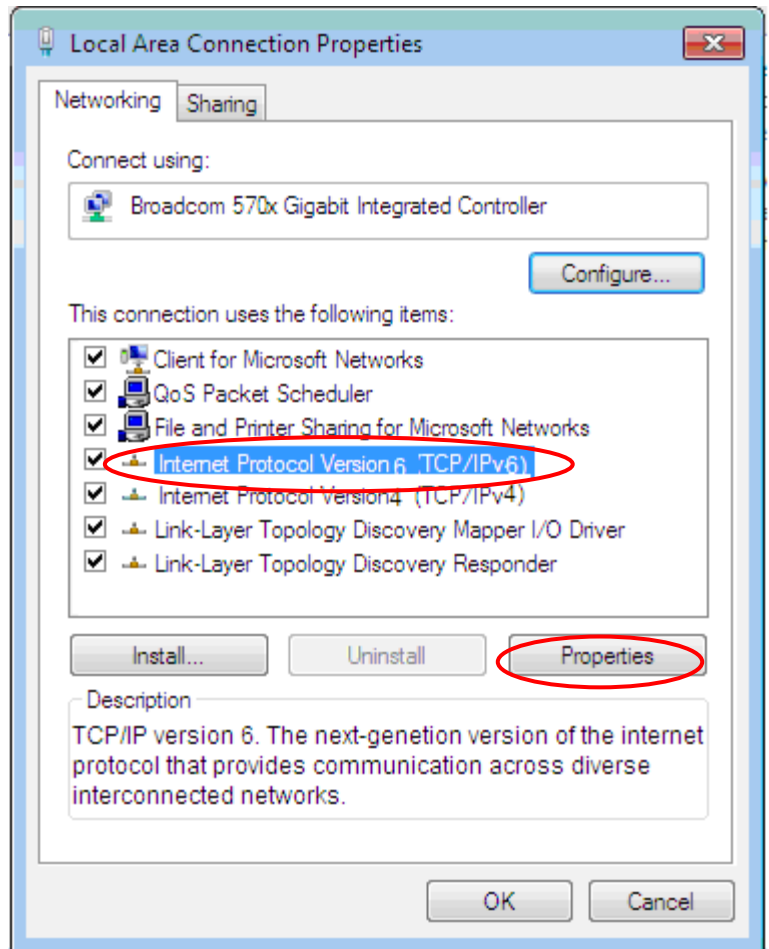 Local Area Connection Properties
Networking
Sharing
Connect using:
Broadcom 570x Gigabit Integrated Controller
Configure...
This connection uses the following items:
Client for Microsoft Networks
QoS Packet Scheduler
File and Printer Sharing for Microsoft Networks
Internet Protocol Version 6 (TCP/IPv6)
Internet Protocol Version4 (TCP/IPv4)
Link-Layer Topology Discovery Mapper I/O Driver
Link-Layer Topology Discovery Responder
Install...
Uninstall
Properties
Description
TCP/IP version 6. The next-genetion version of the internet
protocol that provides communication across diverse
interconnected networks.
OK
Cancel